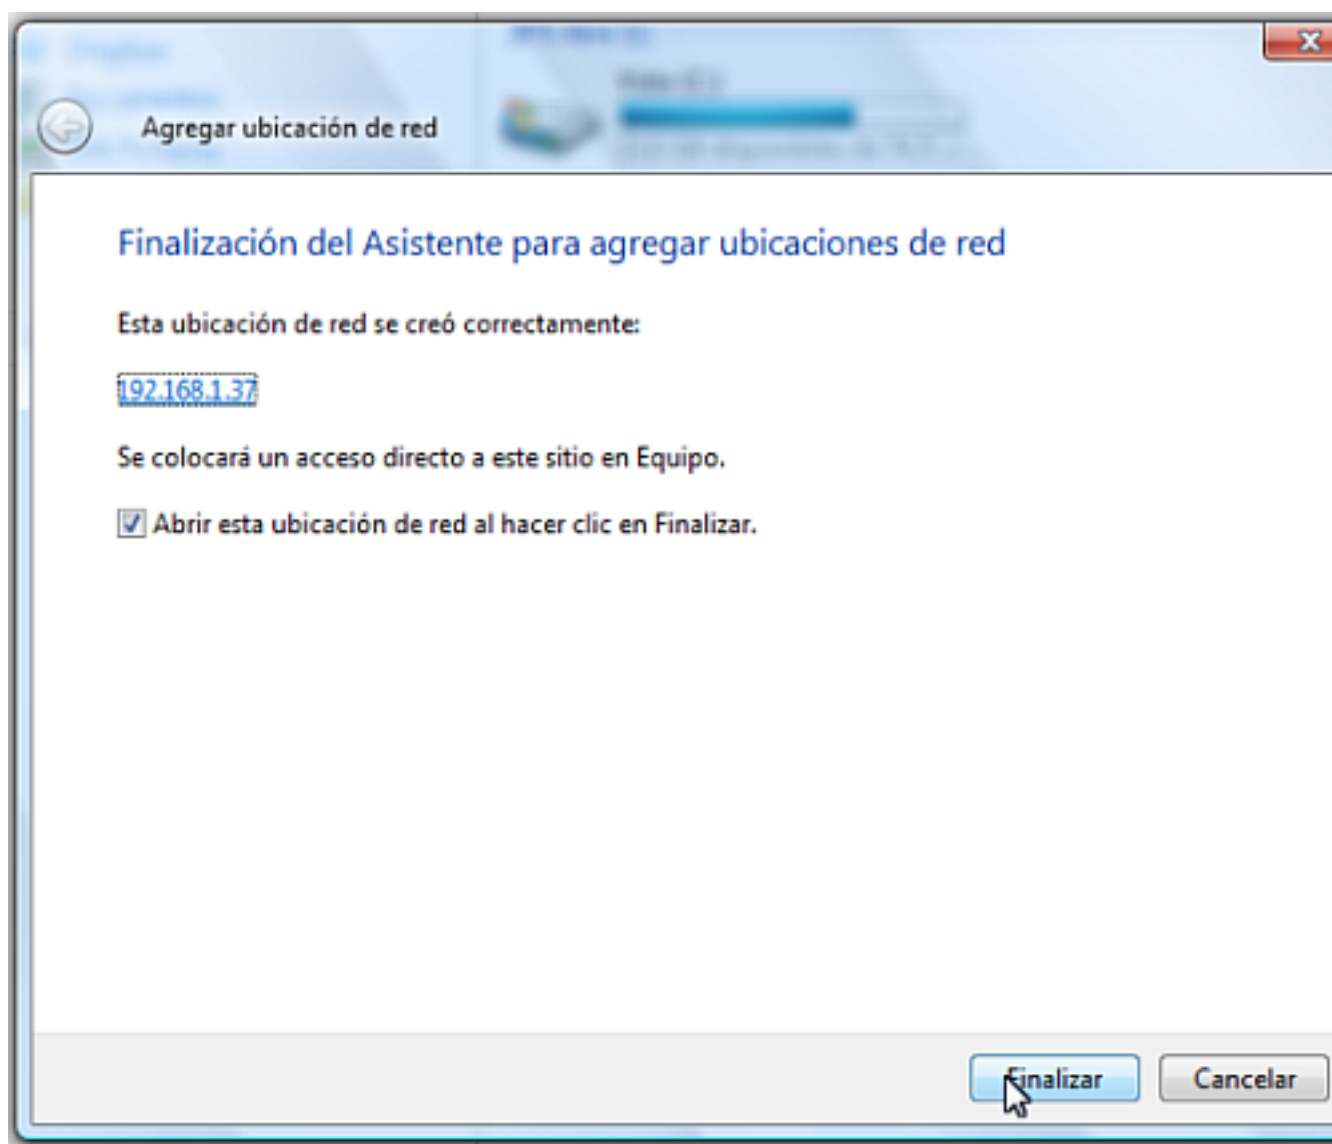 Agregar ubicación de red
Finalización del Asistente para agregar ubicaciones de red
Esta ubicación de red se creó correctamente:
192.168.1.37
Se colocará un acceso directo a este sitio en Equipo.
Abrir esta ubicación de red al hacer clic en Finalizar.
Finalizar
Cancelar